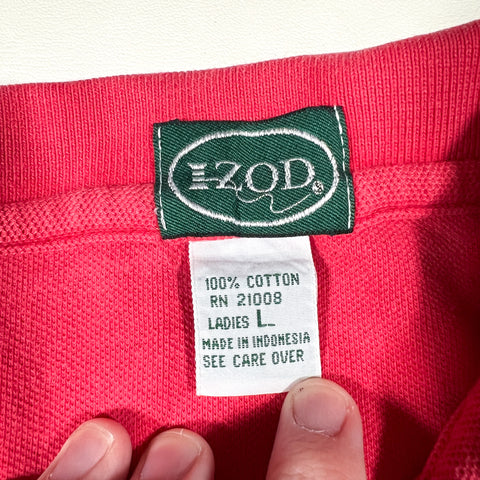 IZOD®
100% COTTON
RN 21008
LADIES L
MADE IN INDONESIA
SEE CARE OVER